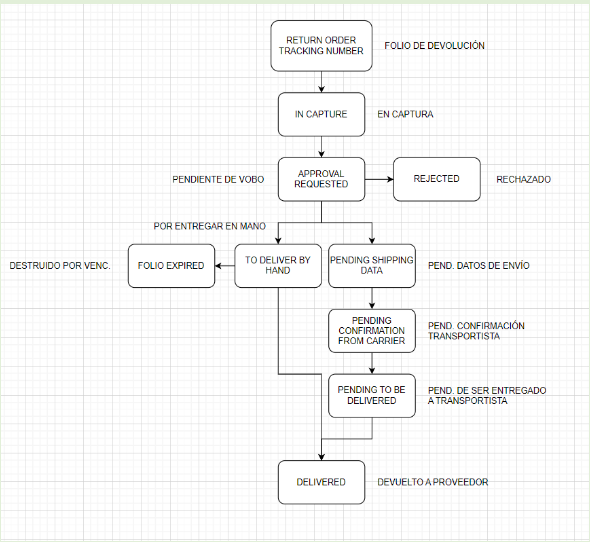 RETURN ORDER
TRACKING NUMBER
FOLIO DE DEVOLUCIÓN
IN CAPTURE
EN CAPTURA
PENDIENTE DE VOBO
APPROVAL
REQUESTED
REJECTED
RECHAZADO
POR ENTREGAR EN MANO
DESTRUIDO POR VENC.
FOLIO EXPIRED
TO DELIVER BY
HAND
PENDING SHIPPING
DATA
PEND. DATOS DE ENVÍO
PENDING
CONFIRMATION
FROM CARRIER
PEND. CONFIRMACIÓN
TRANSPORTISTA
PENDING TO BE
DELIVERED
PEND. DE SER ENTREGADO
A TRANSPORTISTA
DELIVERED
DEVUELTO A PROVEEDOR